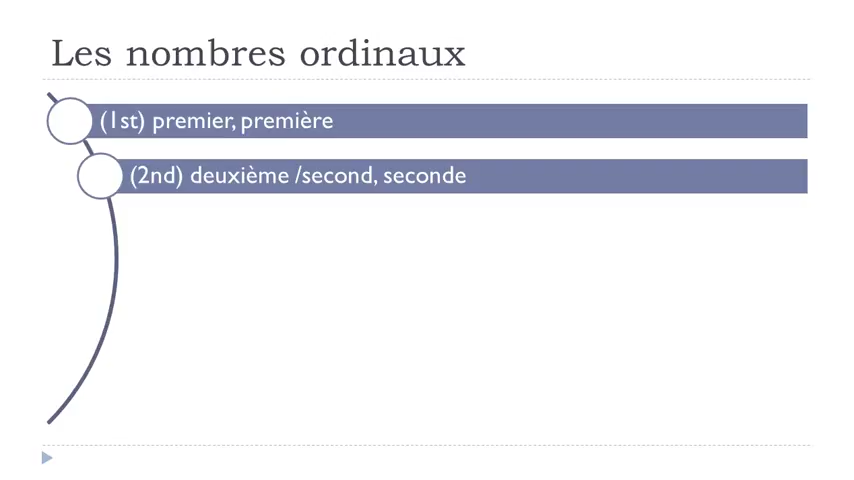 Les nombres ordinaux
(1st) premier, première
(2nd) deuxième /second, seconde